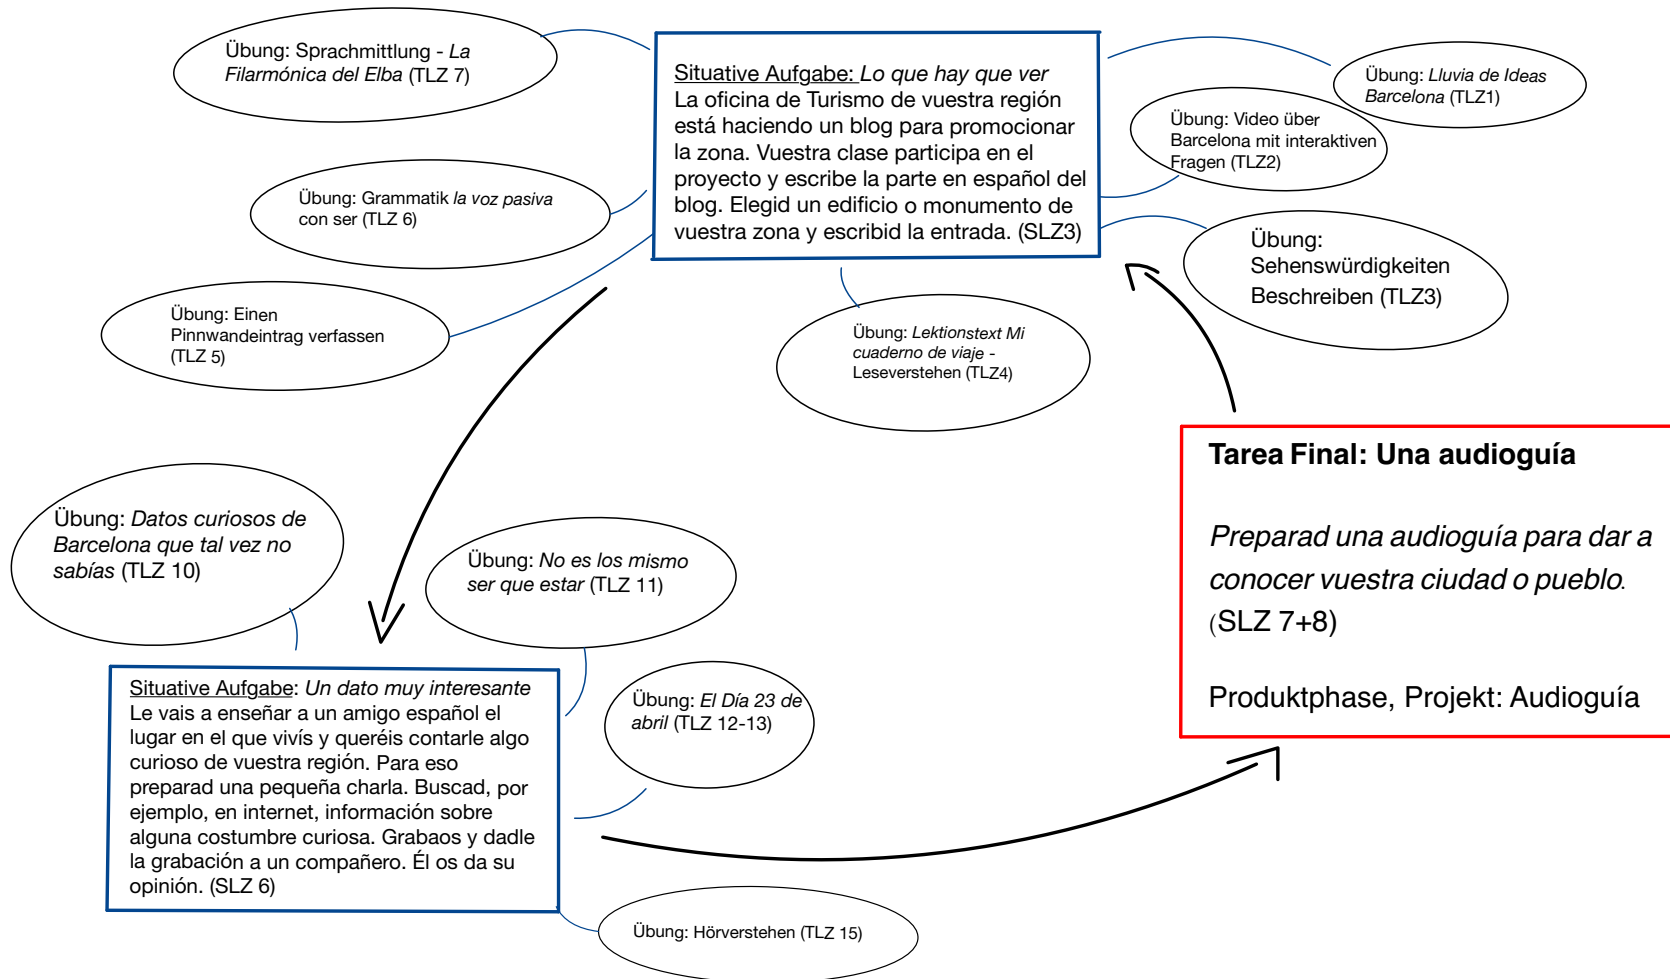 Übung: Sprachmittlung - La
Filarmónica del Elba (TLZ 7)
Situative Aufgabe: Lo que hay que ver
La oficina de Turismo de vuestra región
está haciendo un blog para promocionar
la zona. Vuestra clase participa en el
proyecto y escribe la parte en español del
blog. Elegid un edificio o monumento de
vuestra zona y escribid la entrada. (SLZ3)
Übung: Lluvia de Ideas
Barcelona (TLZ1)
Übung: Video über
Barcelona mit interaktiven
Fragen (TLZ2)
Übung: Grammatik la voz pasiva
con ser (TLZ 6)
Übung:
Sehenswürdigkeiten
Beschreiben (TLZ3)
Übung: Einen
Pinnwandeintrag verfassen
(TLZ 5)
Übung: Lektionstext Mi
cuaderno de viaje -
Leseverstehen (TLZ4)
Tarea Final: Una audioguía
Preparad una audioguía para dar a
conocer vuestra ciudad o pueblo.
(SLZ 7+8)
Produktphase, Projekt: Audioguía
Übung: Datos curiosos de
Barcelona que tal vez no
sabías (TLZ 10)
Übung: No es los mismo
ser que estar (TLZ 11)
Situative Aufgabe: Un dato muy interesante
Le vais a enseñar a un amigo español el
lugar en el que vivís y queréis contarle algo
curioso de vuestra región. Para eso
preparad una pequeña charla. Buscad, por
ejemplo, en internet, información sobre
alguna costumbre curiosa. Grabaos y dadle
la grabación a un compañero. Él os da su
opinión. (SLZ 6)
Übung: El Día 23 de
abril (TLZ 12-13)
Übung: Hörverstehen (TLZ 15)